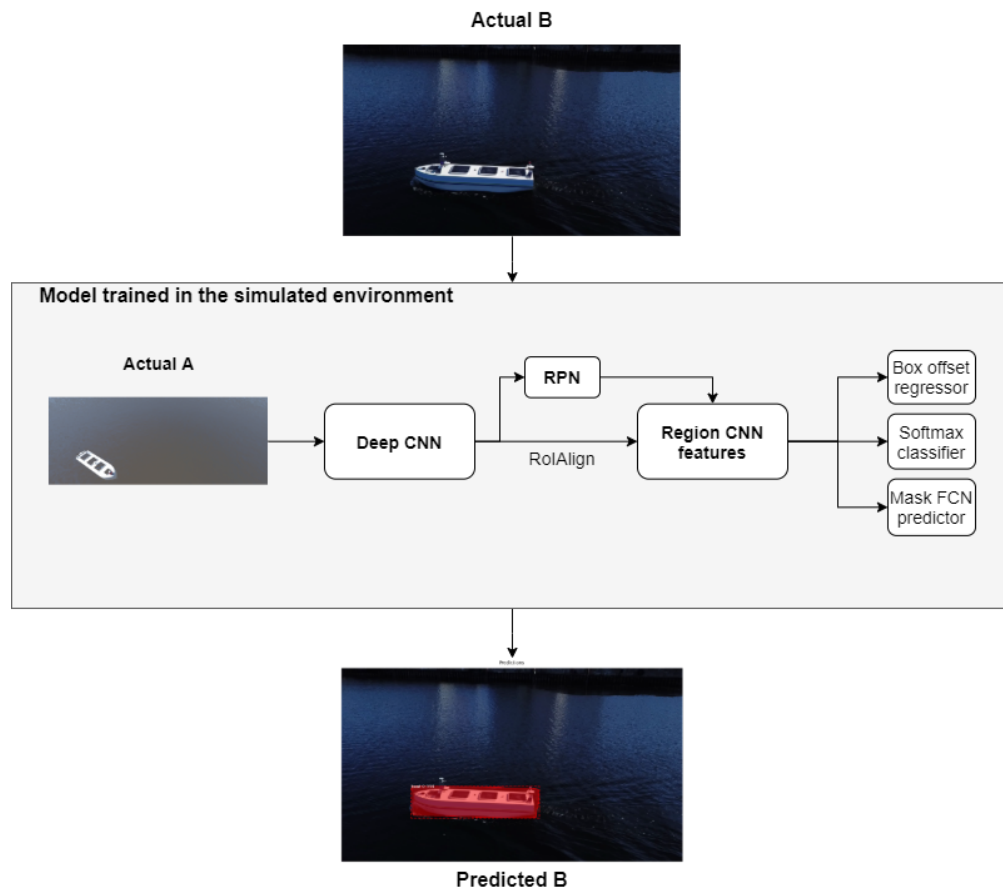 Actual B
Model trained in the simulated environment
Actual A
RPN
Box offset
regressor
Deep CNN
RoIAlign
Region CNN
features
Softmax
classifier
Mask FCN
predictor
Predictions
Predicted B